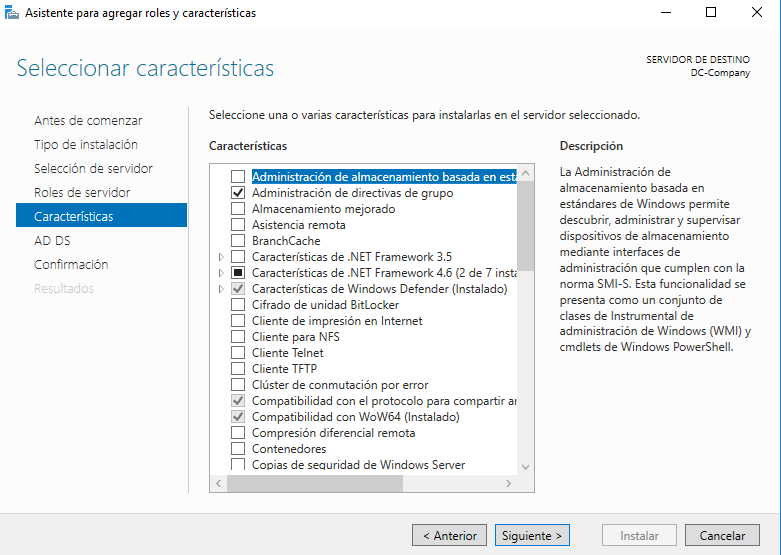 Asistente para agregar roles y características
Seleccionar características
SERVIDOR DE DESTINO
DC-Company
Antes de comenzar
Tipo de instalación
Selección de servidor
Roles de servidor
Características
AD DS
Confirmación
Resultados
Seleccione una o varias características para instalarlas en el servidor seleccionado.
Características
Administración de almacenamiento basada en está
Administración de directivas de grupo
Almacenamiento mejorado
Asistencia remota
BranchCache
Características de .NET Framework 3.5
Características de .NET Framework 4.6 (2 de 7 insta
Características de Windows Defender (Instalado)
Cifrado de unidad BitLocker
Cliente de impresión en Internet
Cliente para NFS
Cliente Telnet
Cliente TFTP
Clúster de conmutación por error
Compatibilidad con el protocolo para compartir ar
Compatibilidad con WoW64 (Instalado)
Compresión diferencial remota
Contenedores
Copias de seguridad de Windows Server
Descripción
La Administración de
almacenamiento basada en
estándares de Windows permite
descubrir, administrar y supervisar
dispositivos de almacenamiento
mediante interfaces de
administración que cumplen con la
norma SMI-S. Esta funcionalidad se
presenta como un conjunto de
clases de Instrumental de
administración de Windows (WMI) y
cmdlets de Windows PowerShell.
< Anterior
Siguiente >
Instalar
Cancelar